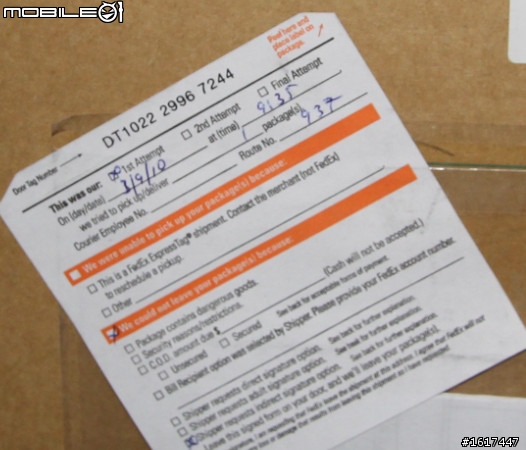 MOBILE01
Peel here and
place label on
package.
DT1022 2996 7244
Door Tag Number
This was our: 1st Attempt 2nd Attempt Final Attempt
On (day/date) 3/9/10 at (time) 9:35
we tried to pick up/deliver 1 package(s)
Courier Employee No. Route No. 937
We were unable to pick up your package(s) because:
This is a FedEx ExpressTag® shipment. Contact the merchant (not FedEx)
to reschedule a pickup.
Other
We could not leave your package(s) because:
Package contains dangerous goods.
Security reasons/restrictions.
C.O.D. amount due $ (Cash will not be accepted.)
Unsecured Secured See back for acceptable forms of payment.
Bill Recipient option was selected by Shipper. Please provide your FedEx account number.
Shipper requests direct signature option. See back for further explanation.
Shipper requests adult signature option. See back for further explanation.
Shipper requests indirect signature option. See back for further explanation.
Leave this signed form on your door, and we'll leave your package(s).
#1617447